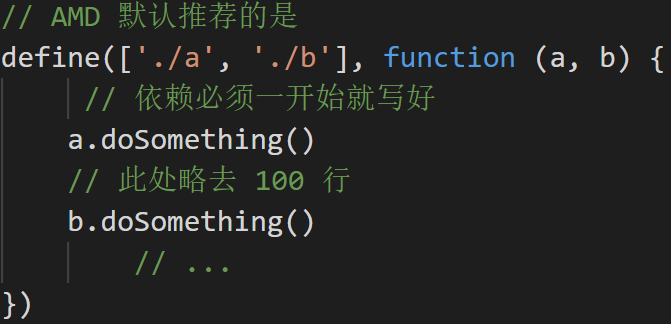 // AMD 默认推荐的是
define(['./a', './b'], function (a, b) {
// 依赖必须一开始就写好
a.doSomething()
// 此处略去 100 行
b.doSomething()
// ...
})